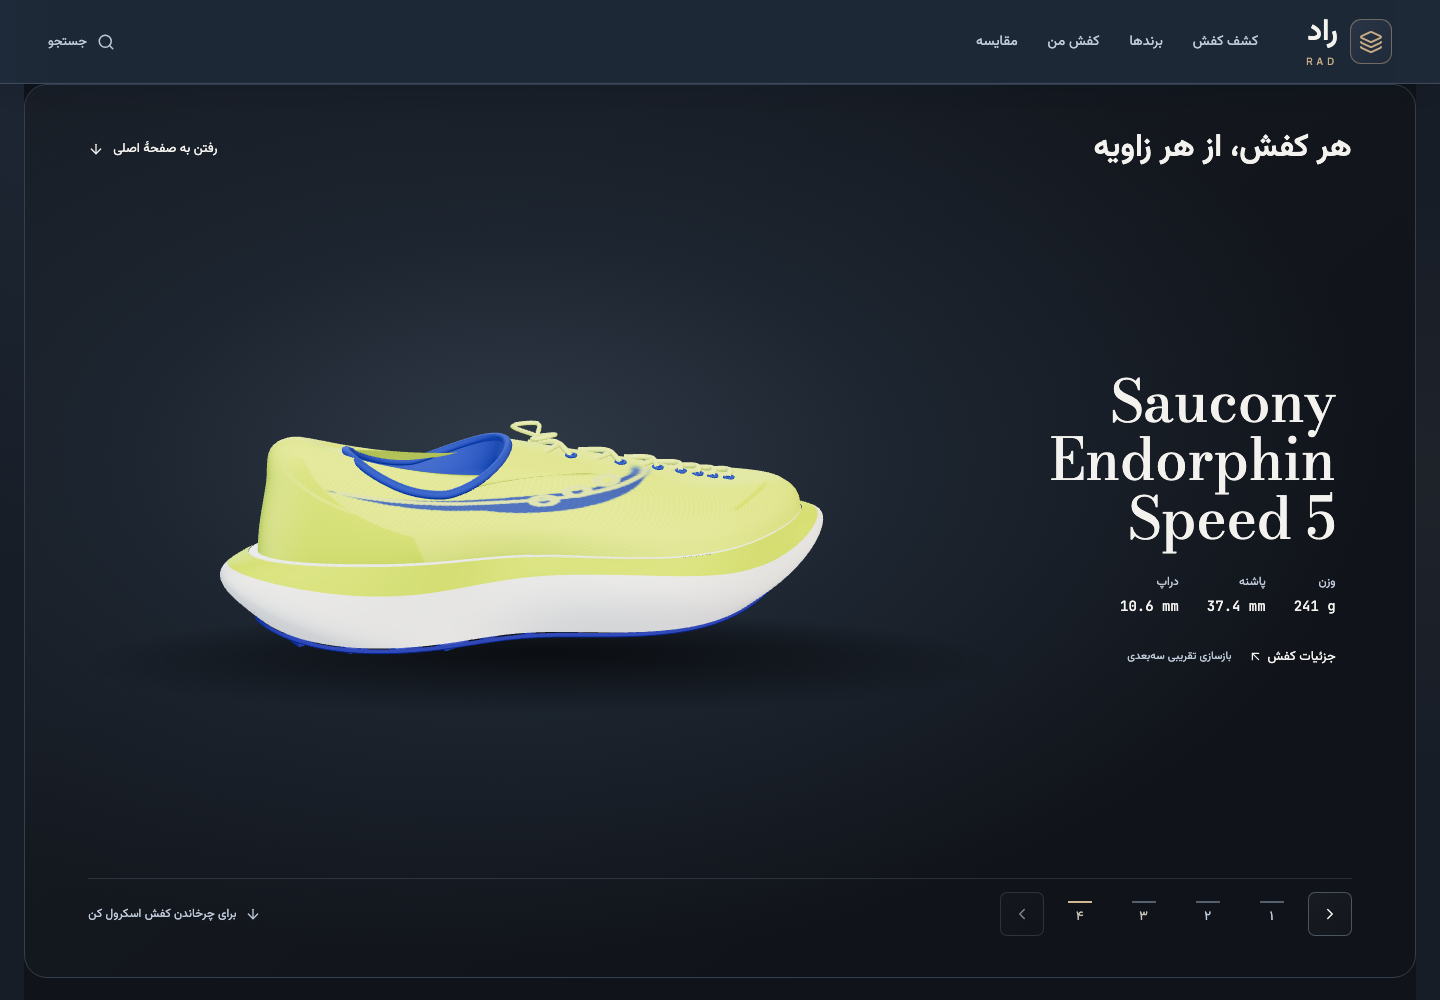 راد
RAD
کشف کفش
برندها
کفش من
مقایسه
جستجو
هر کفش، از هر زاویه
رفتن به صفحهٔ اصلی
Saucony
Endorphin
Speed 5
وزن
پاشنه
دراپ
241 g
37.4 mm
10.6 mm
جزئیات کفش
بازسازی تقریبی سه‌بعدی
۱
۲
۳
۴
برای چرخاندن کفش اسکرول کن